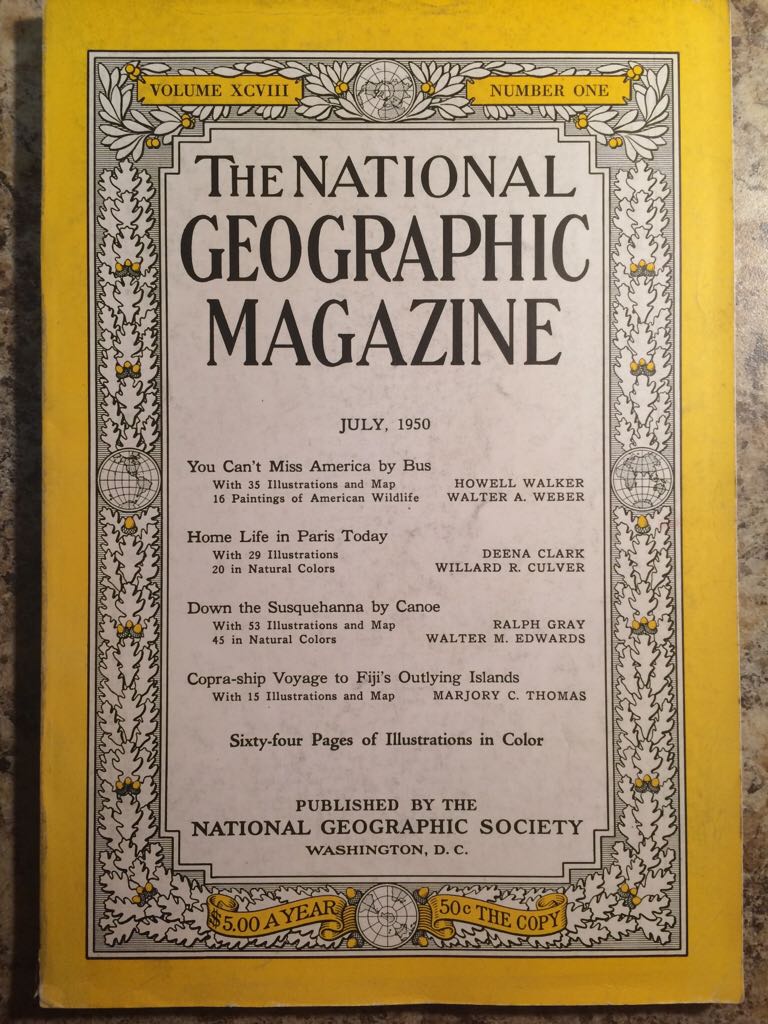 VOLUME XCVIII NUMBER ONE
THE NATIONAL
GEOGRAPHIC
MAGAZINE
JULY, 1950
You Can't Miss America by Bus
With 35 Illustrations and Map HOWELL WALKER
16 Paintings of American Wildlife WALTER A. WEBER
Home Life in Paris Today
With 29 Illustrations DEENA CLARK
20 in Natural Colors WILLARD R. CULVER
Down the Susquehanna by Canoe
With 53 Illustrations and Map RALPH GRAY
45 in Natural Colors WALTER M. EDWARDS
Copra-ship Voyage to Fiji's Outlying Islands
With 15 Illustrations and Map MARJORY C. THOMAS
Sixty-four Pages of Illustrations in Color
PUBLISHED BY THE
NATIONAL GEOGRAPHIC SOCIETY
WASHINGTON, D. C.
$5.00 A YEAR 50c THE COPY